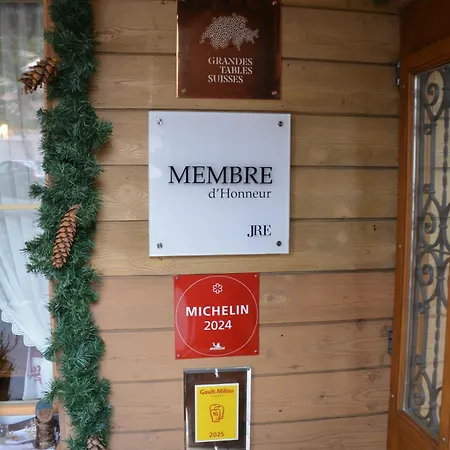 GRANDES
TABLES
SUISSES
MEMBRE
d'Honneur
JRE
MICHELIN
2024
Gault&Millau
2025